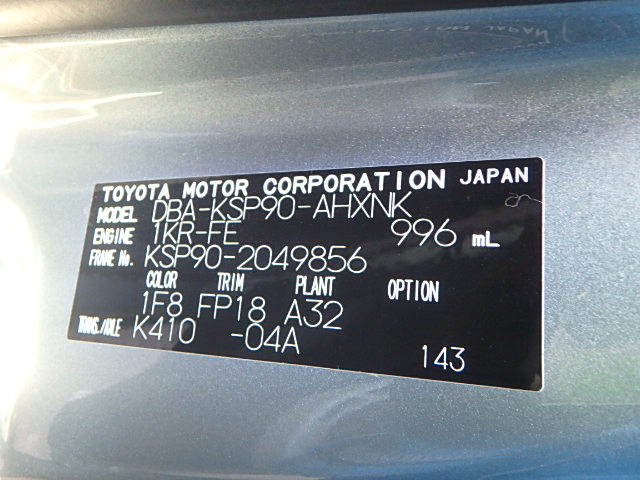 TOYOTA MOTOR CORPORATION JAPAN
MODEL DBA-KSP90-AHXNK
ENGINE 1KR-FE 996 mL
FRAME No. KSP90-2049856
COLOR TRIM PLANT OPTION
1F8 FP18 A32
TRANS./AXLE K410 -04A
143